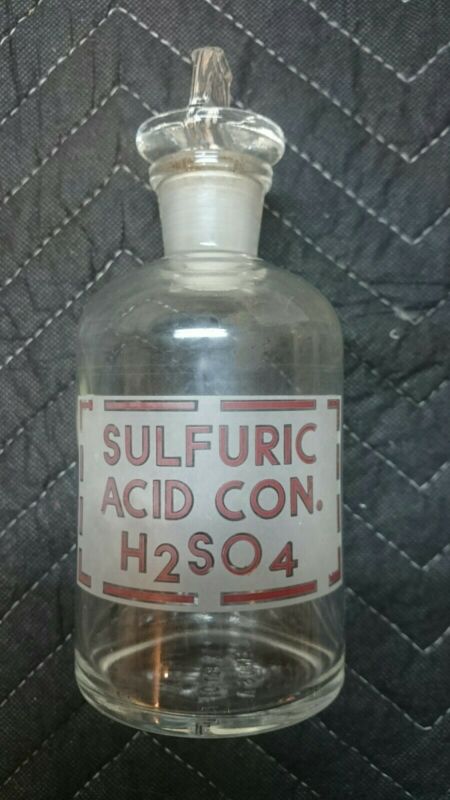 SULFURIC
ACID CON.
H2SO4